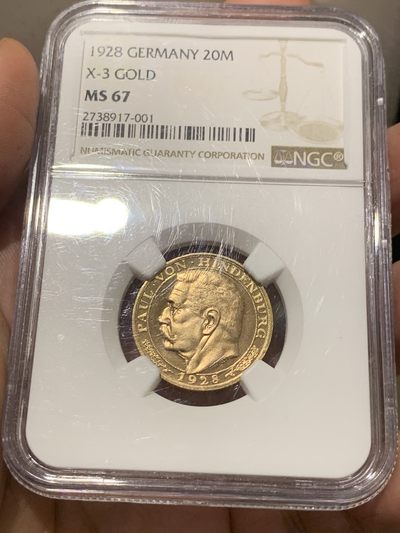 1928 GERMANY 20M
X-3 GOLD
MS 67
2738917-001
NUMISMATIC GUARANTY CORPORATION
NGC®
PAUL·VON·HINDENBURG
1928